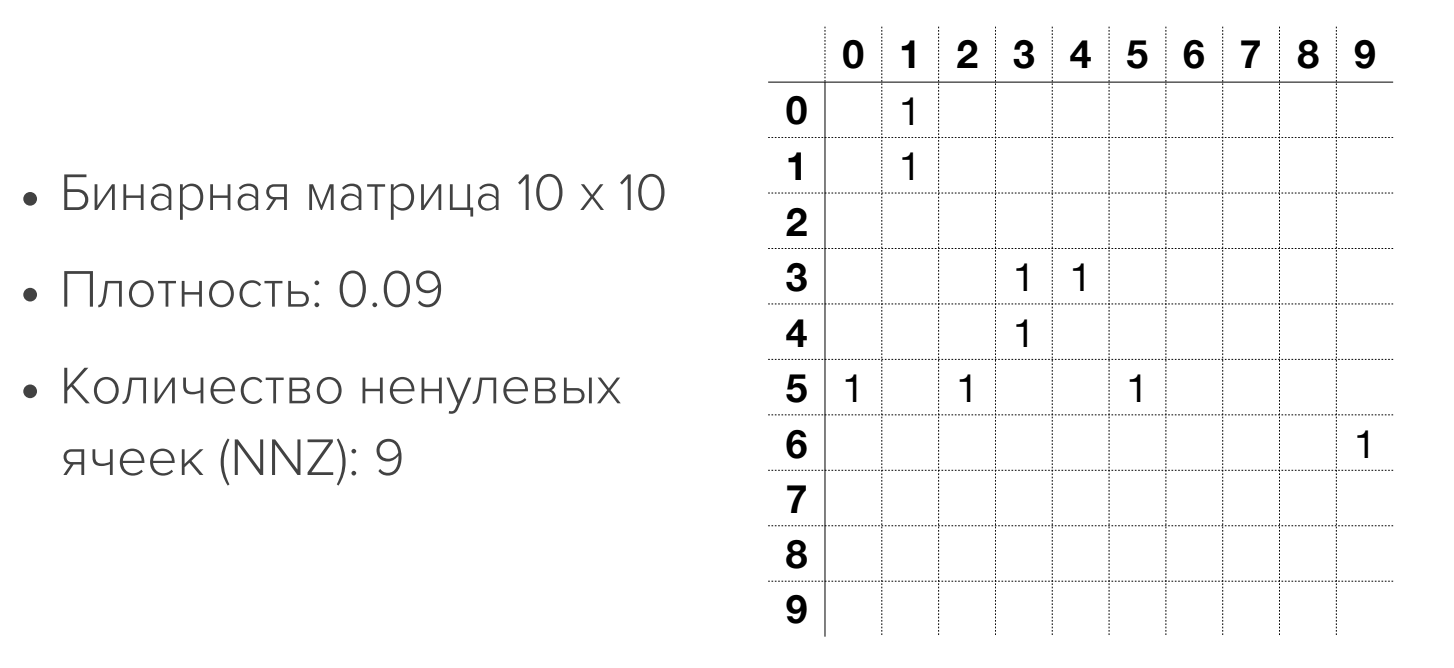 • Бинарная матрица 10 x 10
• Плотность: 0.09
• Количество ненулевых
ячеек (NNZ): 9
0 1 2 3 4 5 6 7 8 9
0 1
1 1
2
3 1 1
4 1
5 1 1 1
6 1
7
8
9